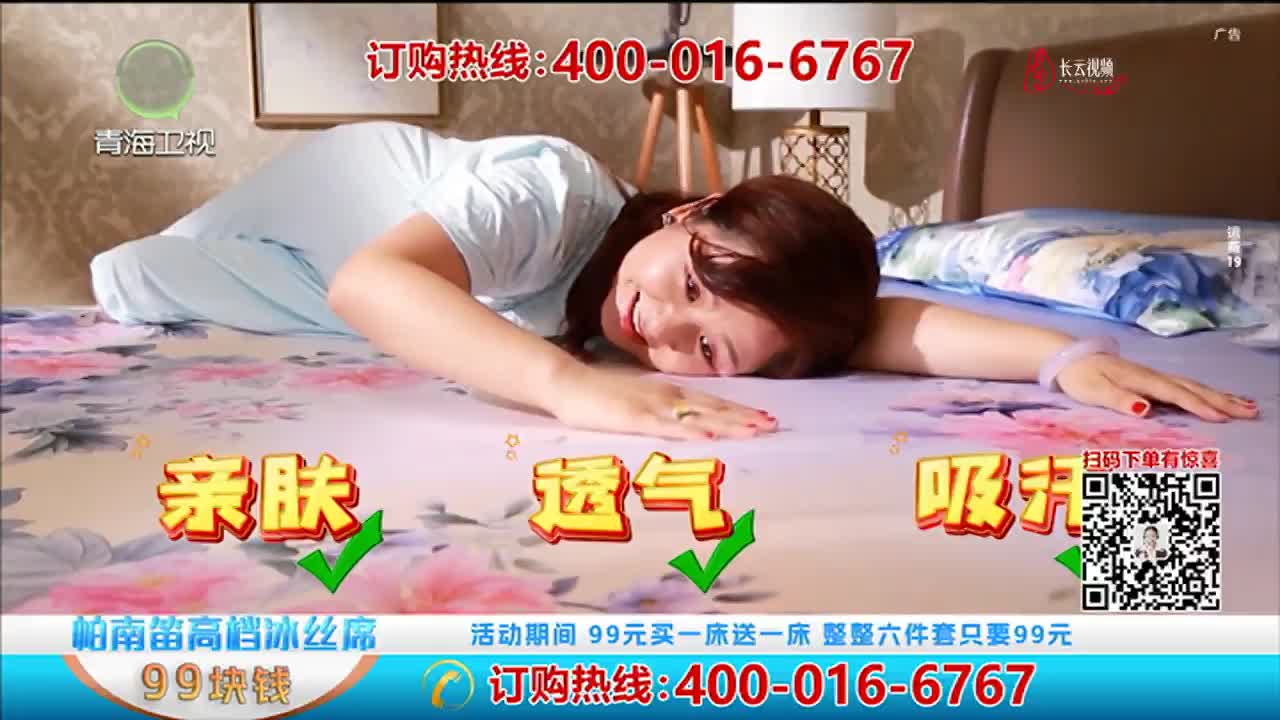 订购热线:400-016-6767
广告
长云视频
青海卫视
扫码下单有惊喜
亲肤
透气
吸汗
帕南笛高档冰丝席
99块钱
活动期间 99元买一床送一床 整整六件套只要99元
订购热线:400-016-6767